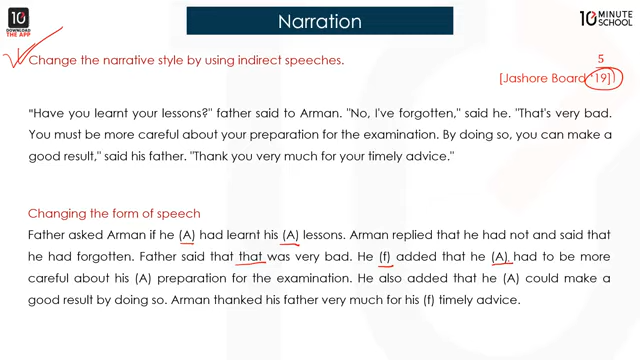 10
DOWNLOAD
THE APP
Narration
10 MINUTE
SCHOOL
Change the narrative style by using indirect speeches.
5
[Jashore Board '19]
"Have you learnt your lessons?" father said to Arman. "No, I've forgotten," said he. "That's very bad.
You must be more careful about your preparation for the examination. By doing so, you can make a
good result," said his father. "Thank you very much for your timely advice."
Changing the form of speech
Father asked Arman if he (A) had learnt his (A) lessons. Arman replied that he had not and said that
he had forgotten. Father said that that was very bad. He (f) added that he (A) had to be more
careful about his (A) preparation for the examination. He also added that he (A) could make a
good result by doing so. Arman thanked his father very much for his (f) timely advice.